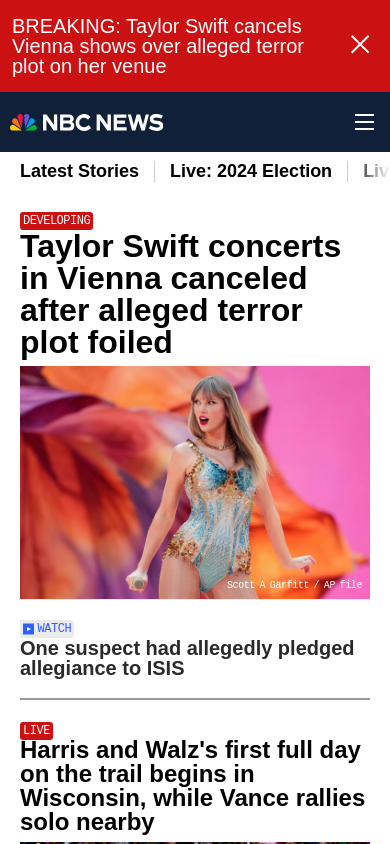 BREAKING: Taylor Swift cancels
Vienna shows over alleged terror
plot on her venue
NBC NEWS
Latest Stories
Live: 2024 Election
Liv
DEVELOPING
Taylor Swift concerts
in Vienna canceled
after alleged terror
plot foiled
Scott A Garfitt / AP file
WATCH
One suspect had allegedly pledged
allegiance to ISIS
LIVE
Harris and Walz's first full day
on the trail begins in
Wisconsin, while Vance rallies
solo nearby